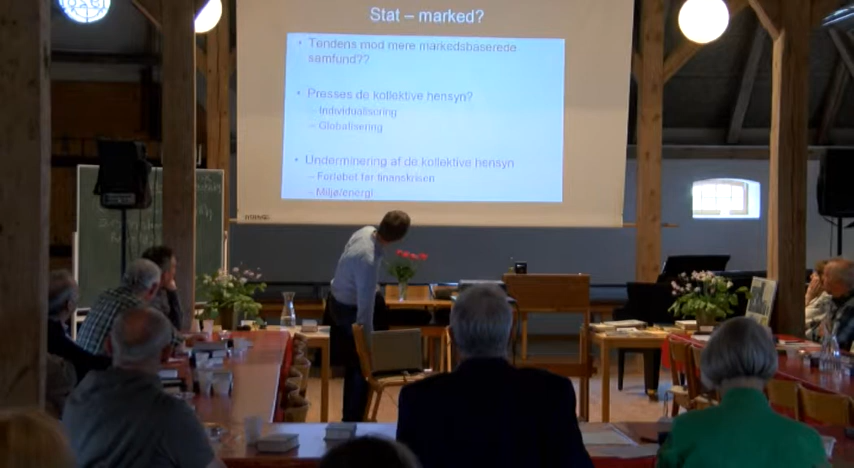 Stat – marked?
• Tendens mod mere markedsbaserede
samfund??
• Presses de kollektive hensyn?
– Individualisering
– Globalisering
• Underminering af de kollektive hensyn
– Forløbet før finanskrisen
– Miljø/energi